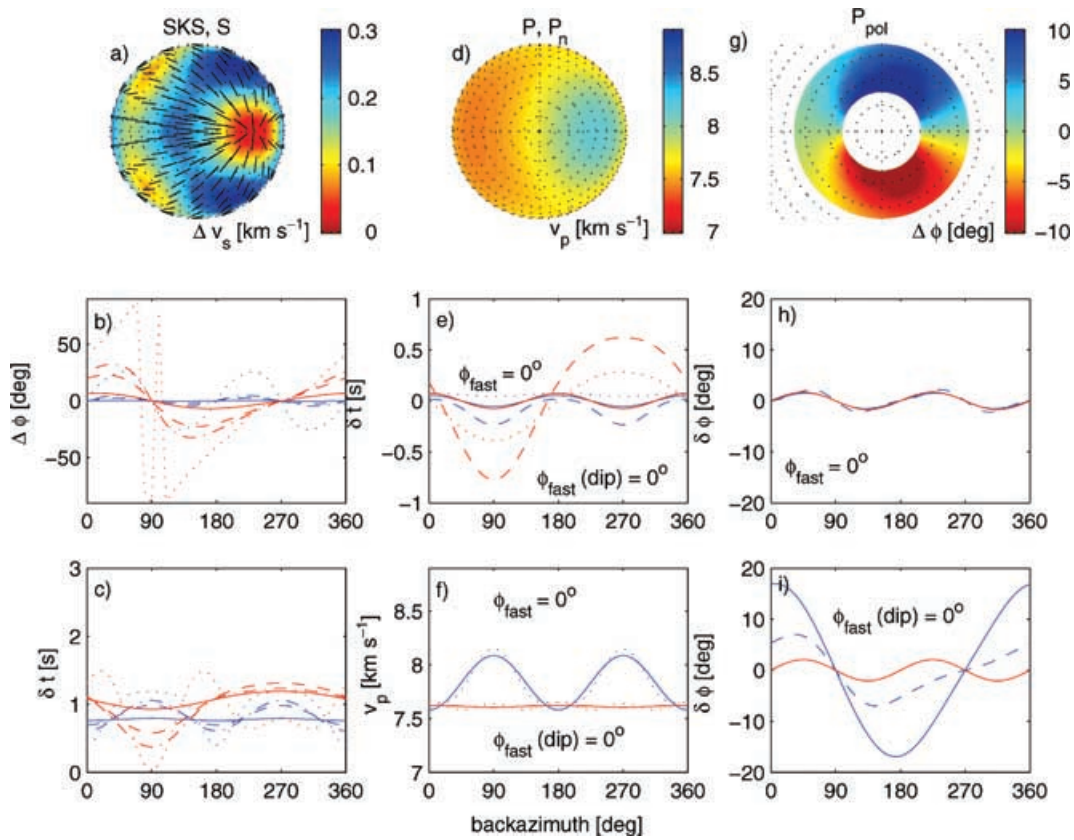 SKS, S
a)
0.3
0.2
0.1
0
Δ v_s [km s⁻¹]
P, P_n
d)
8.5
8
7.5
7
v_p [km s⁻¹]
P_pol
g)
10
5
0
−5
−10
Δ ϕ [deg]
b)
Δ ϕ [deg]
50
0
−50
0 90 180 270 360
e)
δ t [s]
1
0.5
0
−0.5
−1
ϕ_fast = 0°
ϕ_fast (dip) = 0°
0 90 180 270 360
h)
δ ϕ [deg]
20
10
0
−10
−20
ϕ_fast = 0°
0 90 180 270 360
c)
δ t [s]
3
2
1
0
0 90 180 270 360
f)
v_p [km s⁻¹]
8.5
8
7.5
7
ϕ_fast = 0°
ϕ_fast (dip) = 0°
0 90 180 270 360
backazimuth [deg]
i)
δ ϕ [deg]
20
10
0
−10
−20
ϕ_fast (dip) = 0°
0 90 180 270 360